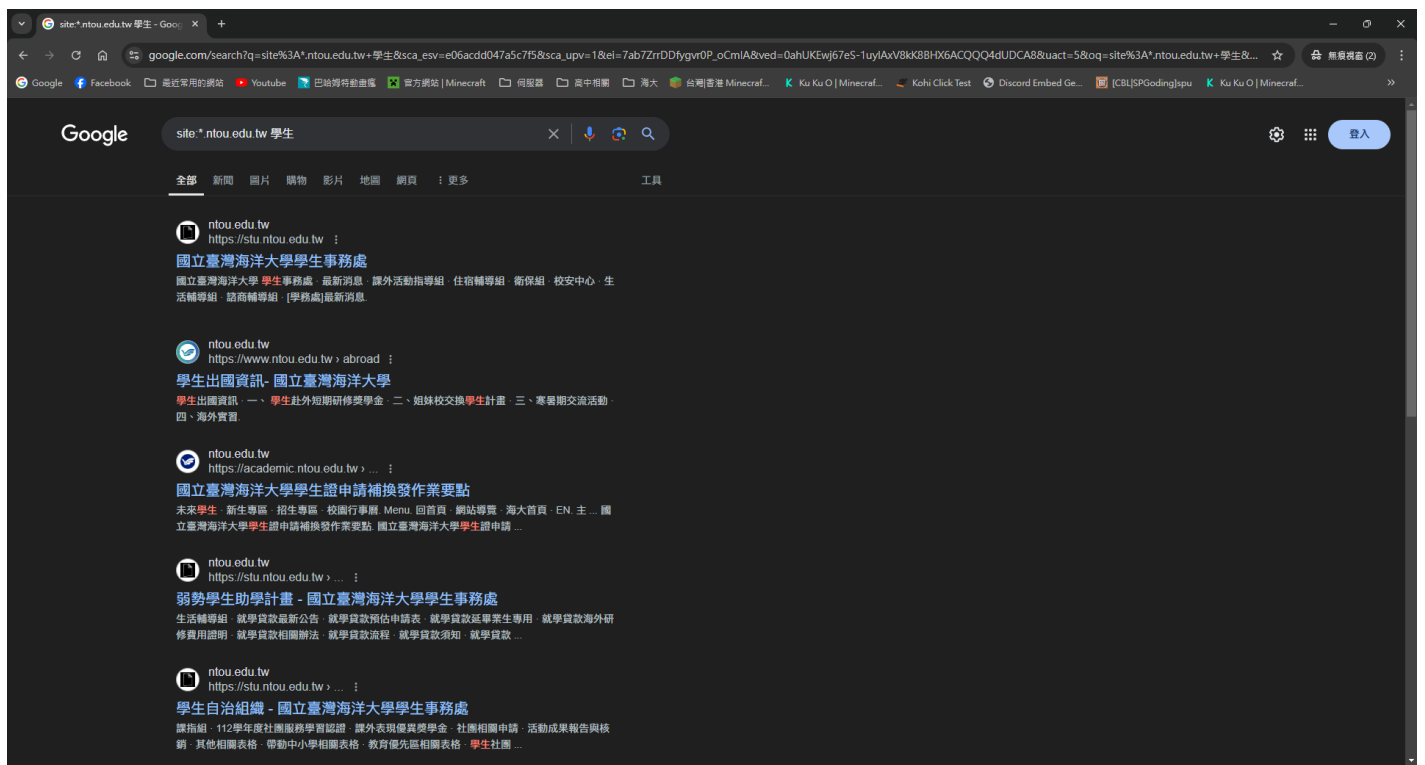 site:*.ntou.edu.tw 學生 - Goog
google.com/search?q=site%3A*.ntou.edu.tw+學生&sca_esv=e06acdd047a5c7f5&sca_upv=1&ei=7ab7ZrrDDfygvr0P_oCmIA&ved=0ahUKEwj67eS-1uyIAxV8kK8BHX6ACQQQ4dUDCA8&uact=5&oq=site%3A*.ntou.edu.tw+學生&... 無痕視窗 (2)
Google Facebook 最近常用的網站 Youtube 巴哈姆特動畫瘋 官方網站 | Minecraft 伺服器 高中相關 海大 台灣|香港 Minecraf... Ku Ku O | Minecraf... Kohi Click Test Discord Embed Ge... [CBL|SPGoding]spu Ku Ku O | Minecraf...
Google site:*.ntou.edu.tw 學生 登入
全部 新聞 圖片 購物 影片 地圖 網頁 更多 工具
ntou.edu.tw
https://stu.ntou.edu.tw
國立臺灣海洋大學學生事務處
國立臺灣海洋大學 學生事務處 · 最新消息 · 課外活動指導組 · 住宿輔導組 · 衛保組 · 校安中心 · 生
活輔導組 · 諮商輔導組 · [學務處]最新消息.
ntou.edu.tw
https://www.ntou.edu.tw › abroad
學生出國資訊- 國立臺灣海洋大學
學生出國資訊 · 一、 學生赴外短期研修獎學金 · 二、姐妹校交換學生計畫 · 三、寒暑期交流活動 ·
四、海外實習.
ntou.edu.tw
https://academic.ntou.edu.tw › ...
國立臺灣海洋大學學生證申請補換發作業要點
未來學生 · 新生專區 · 招生專區 · 校園行事曆. Menu. 回首頁 · 網站導覽 · 海大首頁 · EN. 主 ... 國
立臺灣海洋大學學生證申請補換發作業要點. 國立臺灣海洋大學學生證申請 ...
ntou.edu.tw
https://stu.ntou.edu.tw › ...
弱勢學生助學計畫 - 國立臺灣海洋大學學生事務處
生活輔導組 · 就學貸款最新公告 · 就學貸款預估申請表 · 就學貸款延畢業生專用 · 就學貸款海外研
修費用證明 · 就學貸款相關辦法 · 就學貸款流程 · 就學貸款須知 · 就學貸款 ...
ntou.edu.tw
https://stu.ntou.edu.tw › ...
學生自治組織 - 國立臺灣海洋大學學生事務處
課指組 · 112學年度社團服務學習認證 · 課外表現優異獎學金 · 社團相關申請 · 活動成果報告與核
銷 · 其他相關表格 · 帶動中小學相關表格 · 教育優先區相關表格 · 學生社團 ...